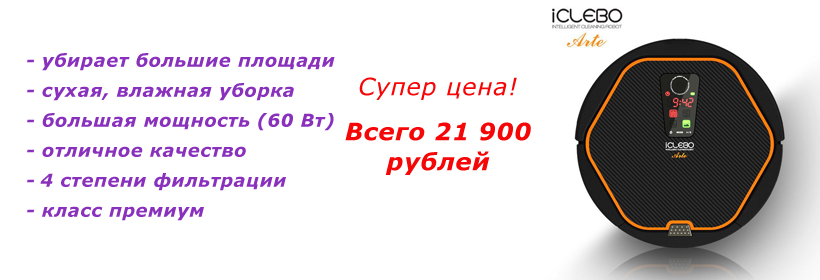 - убирает большие площади
- сухая, влажная уборка
- большая мощность (60 Вт)
- отличное качество
- 4 степени фильтрации
- класс премиум
Супер цена!
Всего 21 900
рублей
iCLEBO
INTELLIGENT CLEANING ROBOT
Arte
9:42
iCLEBO
Arte